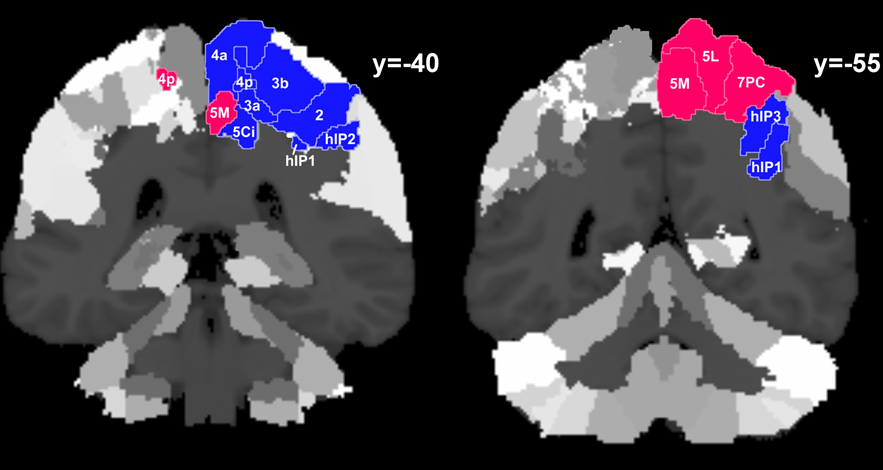 4a
y=-40
4p
4p
3b
5M
3a
2
5Ci
hIP2
hIP1
5L
y=-55
5M
7PC
hIP3
hIP1